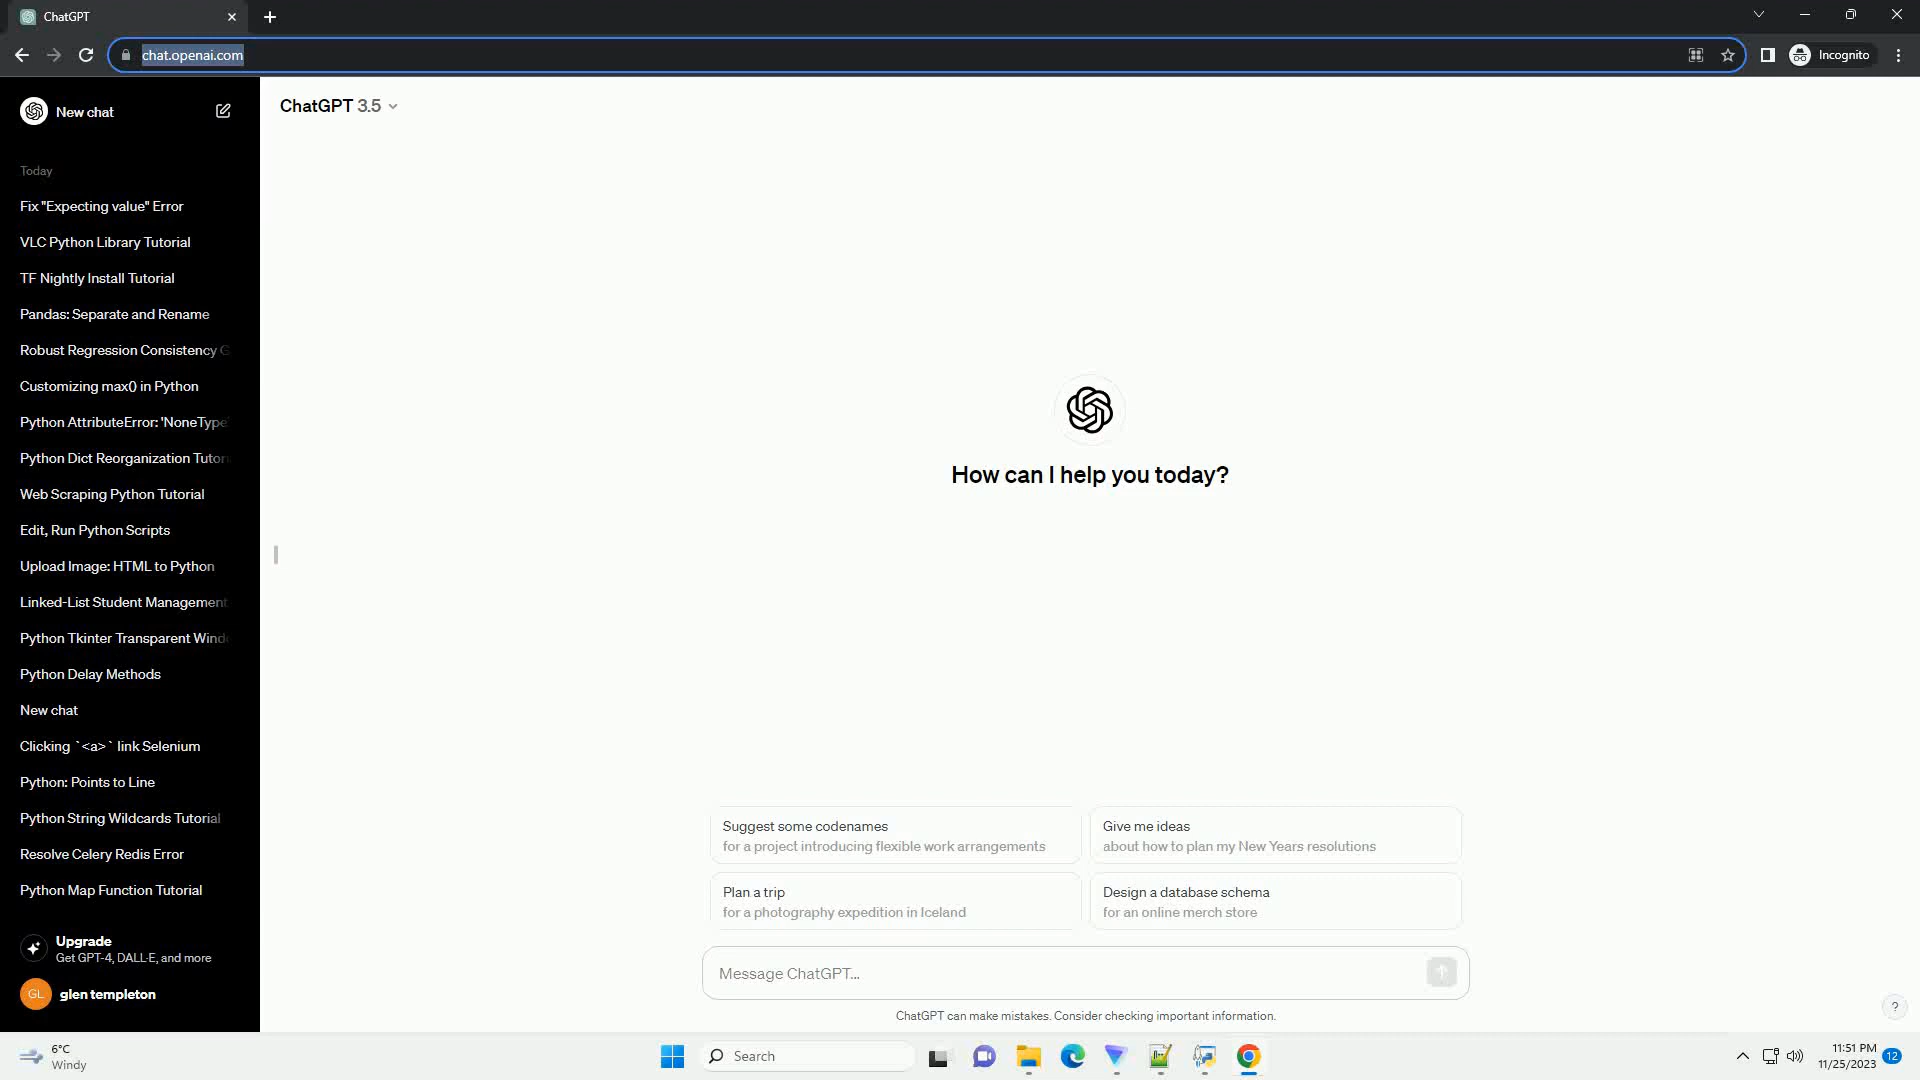 ChatGPT
chat.openai.com
Incognito
New chat
ChatGPT 3.5
Today
Fix "Expecting value" Error
VLC Python Library Tutorial
TF Nightly Install Tutorial
Pandas: Separate and Rename
Robust Regression Consistency G
Customizing max() in Python
Python AttributeError: 'NoneType'
Python Dict Reorganization Tutori
Web Scraping Python Tutorial
Edit, Run Python Scripts
Upload Image: HTML to Python
Linked-List Student Management
Python Tkinter Transparent Windo
Python Delay Methods
New chat
Clicking `<a>` link Selenium
Python: Points to Line
Python String Wildcards Tutorial
Resolve Celery Redis Error
Python Map Function Tutorial
Upgrade
Get GPT-4, DALL·E, and more
GL
glen templeton
How can I help you today?
Suggest some codenames
for a project introducing flexible work arrangements
Give me ideas
about how to plan my New Years resolutions
Plan a trip
for a photography expedition in Iceland
Design a database schema
for an online merch store
Message ChatGPT...
ChatGPT can make mistakes. Consider checking important information.
?
6°C
Windy
Search
11:51 PM
11/25/2023
12